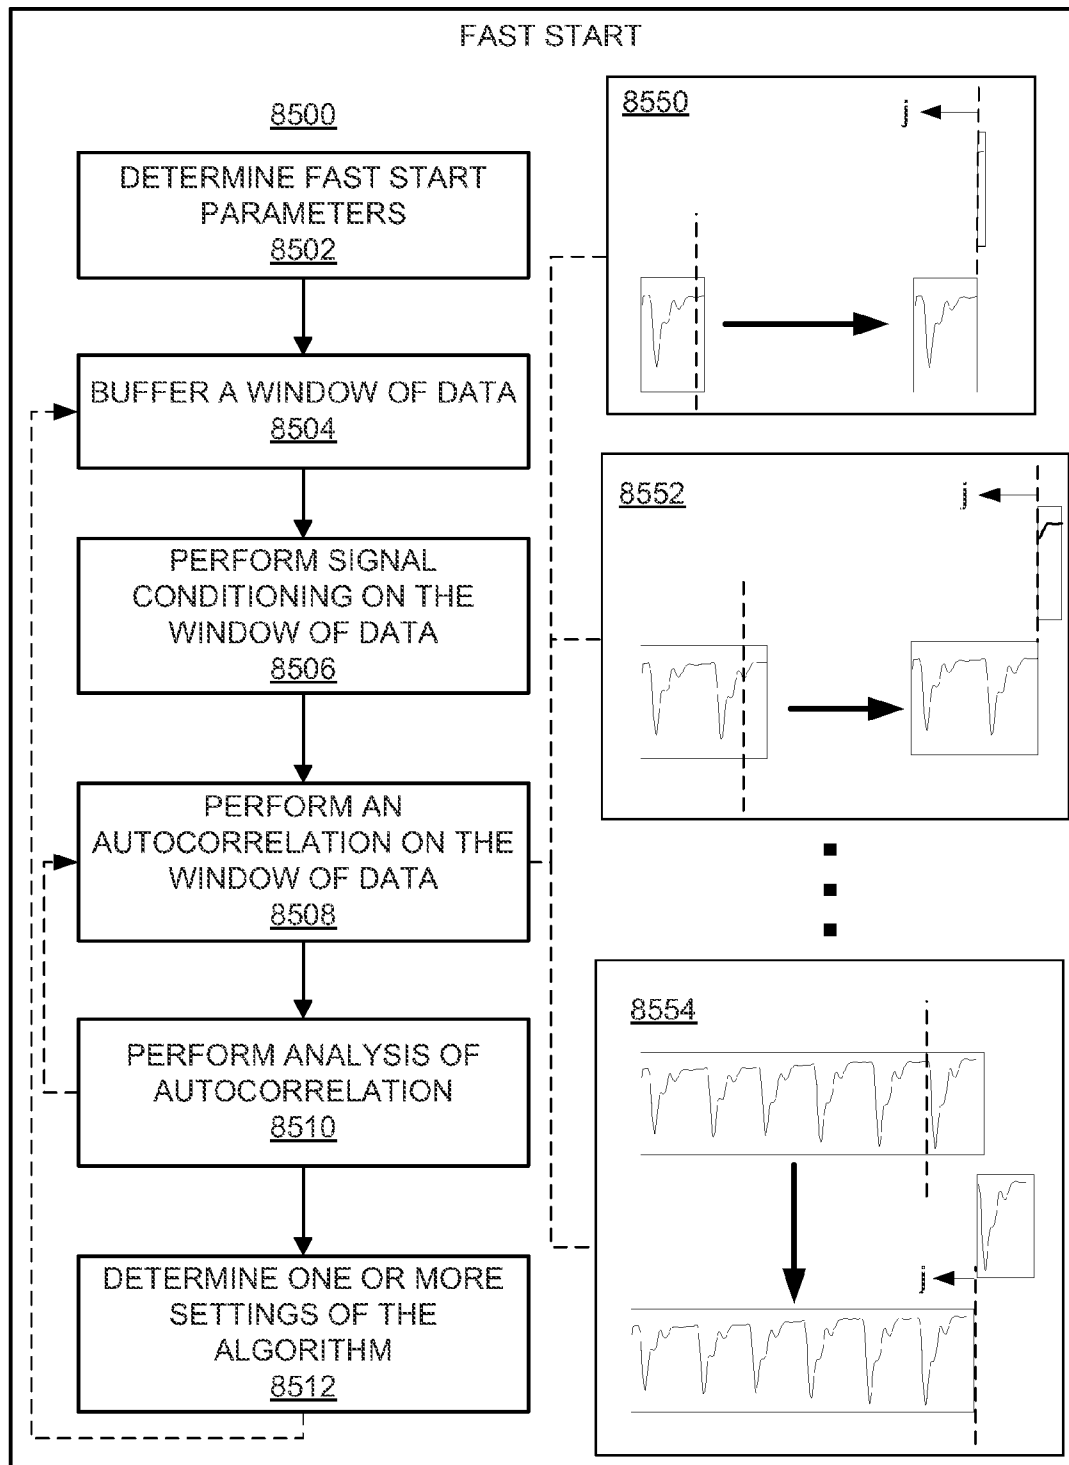 FAST START
8500
DETERMINE FAST START
PARAMETERS
8502
BUFFER A WINDOW OF DATA
8504
PERFORM SIGNAL
CONDITIONING ON THE
WINDOW OF DATA
8506
PERFORM AN
AUTOCORRELATION ON THE
WINDOW OF DATA
8508
PERFORM ANALYSIS OF
AUTOCORRELATION
8510
DETERMINE ONE OR MORE
SETTINGS OF THE
ALGORITHM
8512
8550
j
8552
j
8554
j